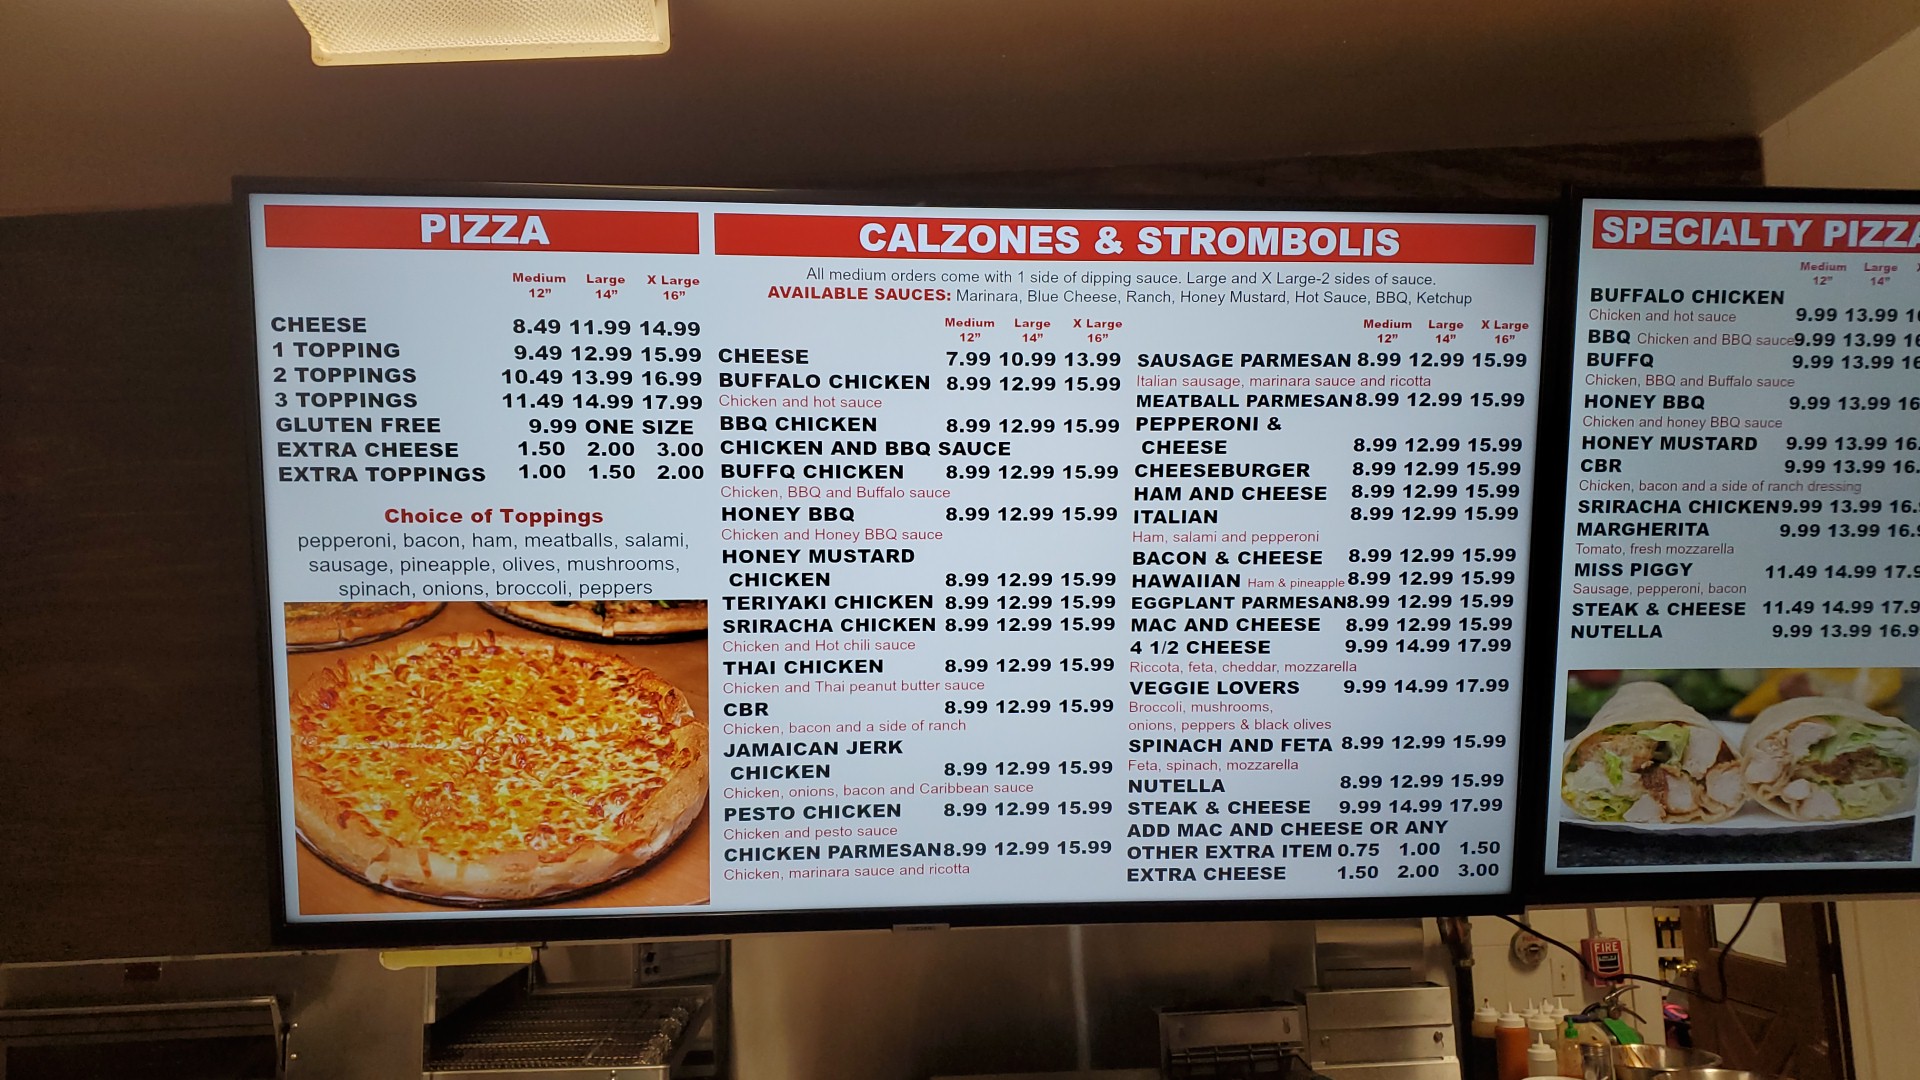 PIZZA
Medium Large X Large
12" 14" 16"
CHEESE 8.49 11.99 14.99
1 TOPPING 9.49 12.99 15.99
2 TOPPINGS 10.49 13.99 16.99
3 TOPPINGS 11.49 14.99 17.99
GLUTEN FREE 9.99 ONE SIZE
EXTRA CHEESE 1.50 2.00 3.00
EXTRA TOPPINGS 1.00 1.50 2.00
Choice of Toppings
pepperoni, bacon, ham, meatballs, salami,
sausage, pineapple, olives, mushrooms,
spinach, onions, broccoli, peppers
CALZONES & STROMBOLIS
All medium orders come with 1 side of dipping sauce. Large and X Large-2 sides of sauce.
AVAILABLE SAUCES: Marinara, Blue Cheese, Ranch, Honey Mustard, Hot Sauce, BBQ, Ketchup
Medium Large X Large
12" 14" 16"
CHEESE 7.99 10.99 13.99
BUFFALO CHICKEN 8.99 12.99 15.99
Chicken and hot sauce
BBQ CHICKEN 8.99 12.99 15.99
CHICKEN AND BBQ SAUCE
BUFFQ CHICKEN 8.99 12.99 15.99
Chicken, BBQ and Buffalo sauce
HONEY BBQ 8.99 12.99 15.99
Chicken and Honey BBQ sauce
HONEY MUSTARD
CHICKEN 8.99 12.99 15.99
TERIYAKI CHICKEN 8.99 12.99 15.99
SRIRACHA CHICKEN 8.99 12.99 15.99
Chicken and Hot chili sauce
THAI CHICKEN 8.99 12.99 15.99
Chicken and Thai peanut butter sauce
CBR 8.99 12.99 15.99
Chicken, bacon and a side of ranch
JAMAICAN JERK
CHICKEN 8.99 12.99 15.99
Chicken, onions, bacon and Caribbean sauce
PESTO CHICKEN 8.99 12.99 15.99
Chicken and pesto sauce
CHICKEN PARMESAN 8.99 12.99 15.99
Chicken, marinara sauce and ricotta
Medium Large X Large
12" 14" 16"
SAUSAGE PARMESAN 8.99 12.99 15.99
Italian sausage, marinara sauce and ricotta
MEATBALL PARMESAN 8.99 12.99 15.99
PEPPERONI &
CHEESE 8.99 12.99 15.99
CHEESEBURGER 8.99 12.99 15.99
HAM AND CHEESE 8.99 12.99 15.99
ITALIAN 8.99 12.99 15.99
Ham, salami and pepperoni
BACON & CHEESE 8.99 12.99 15.99
HAWAIIAN Ham & pineapple 8.99 12.99 15.99
EGGPLANT PARMESAN 8.99 12.99 15.99
MAC AND CHEESE 8.99 12.99 15.99
4 1/2 CHEESE 9.99 14.99 17.99
Riccota, feta, cheddar, mozzarella
VEGGIE LOVERS 9.99 14.99 17.99
Broccoli, mushrooms,
onions, peppers & black olives
SPINACH AND FETA 8.99 12.99 15.99
Feta, spinach, mozzarella
NUTELLA 8.99 12.99 15.99
STEAK & CHEESE 9.99 14.99 17.99
ADD MAC AND CHEESE OR ANY
OTHER EXTRA ITEM 0.75 1.00 1.50
EXTRA CHEESE 1.50 2.00 3.00
SPECIALTY PIZZA
Medium Large
12" 14"
BUFFALO CHICKEN
Chicken and hot sauce 9.99 13.99
BBQ Chicken and BBQ sauce 9.99 13.99 16
BUFFQ 9.99 13.99 16
Chicken, BBQ and Buffalo sauce
HONEY BBQ 9.99 13.99 16
Chicken and honey BBQ sauce
HONEY MUSTARD 9.99 13.99 16.
CBR 9.99 13.99 16.
Chicken, bacon and a side of ranch dressing
SRIRACHA CHICKEN 9.99 13.99 16.
MARGHERITA 9.99 13.99 16.9
Tomato, fresh mozzarella
MISS PIGGY 11.49 14.99 17.9
Sausage, pepperoni, bacon
STEAK & CHEESE 11.49 14.99 17.9
NUTELLA 9.99 13.99 16.9
FIRE